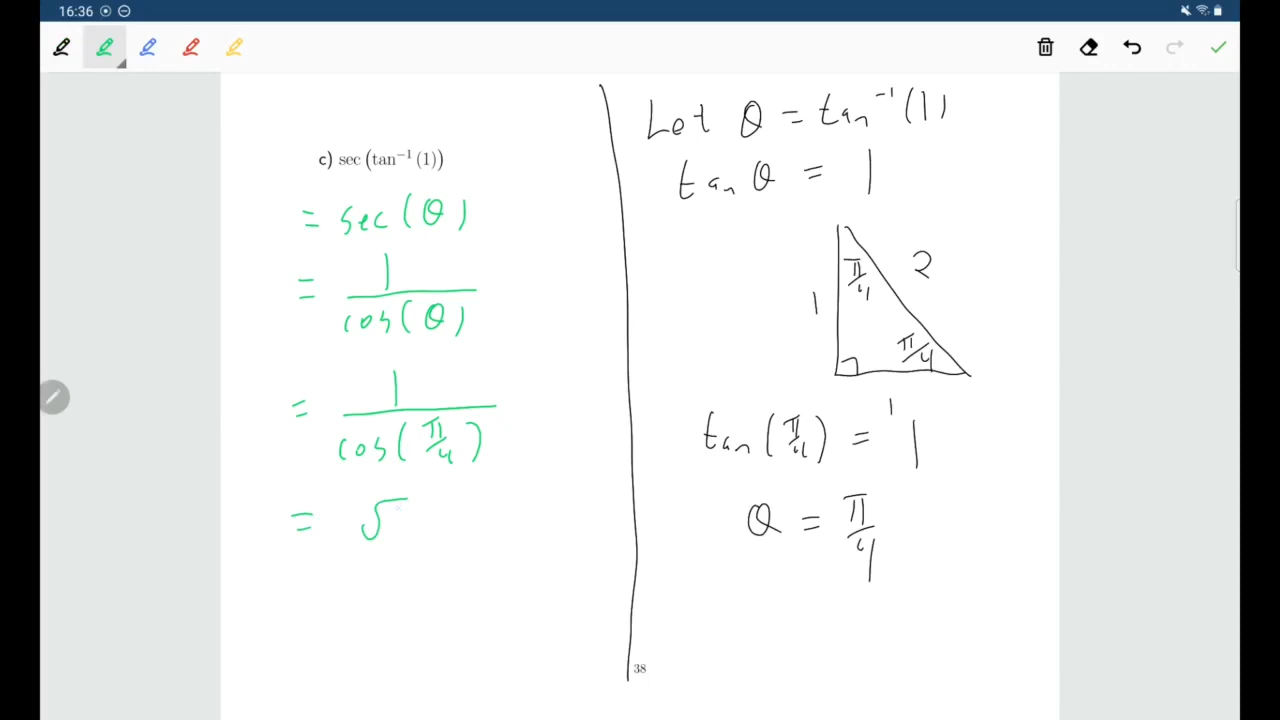 16:36
c) sec (tan⁻¹ (1))
= sec (θ)
= 1 / cos(θ)
= 1 / cos(π/4)
= √
Let θ = tan⁻¹(1)
tan θ = 1
π/4
2
1
π/4
1
tan(π/4) = 1
θ = π/4
38